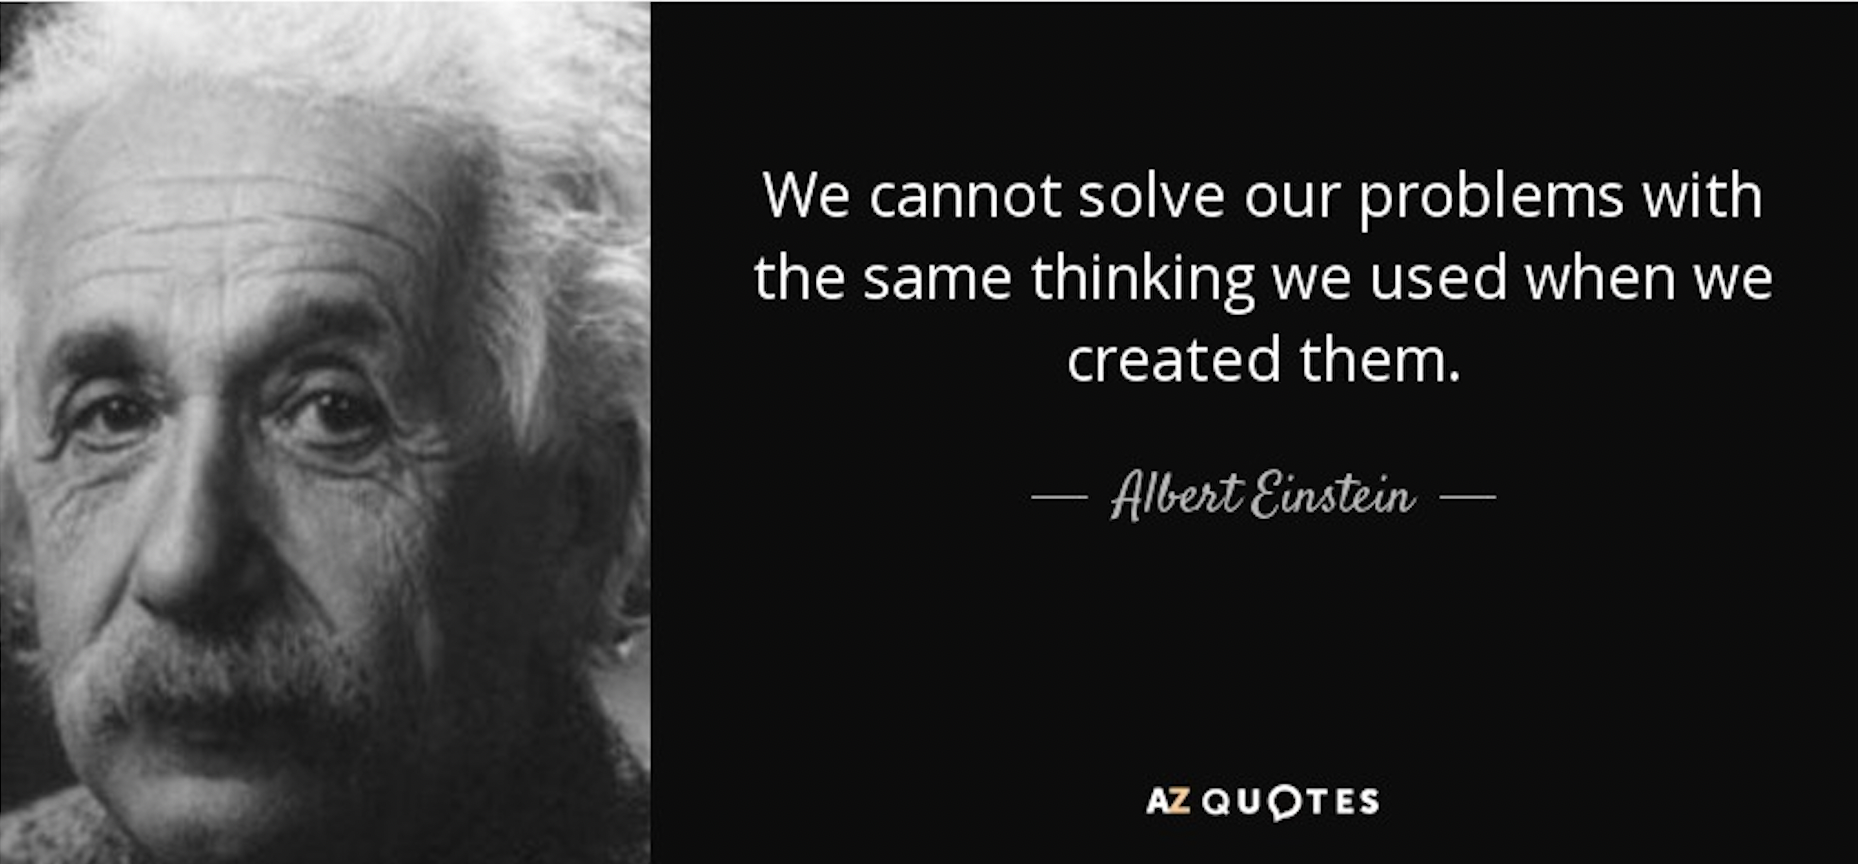 We cannot solve our problems with
the same thinking we used when we
created them.
— Albert Einstein —
AZ QUOTES